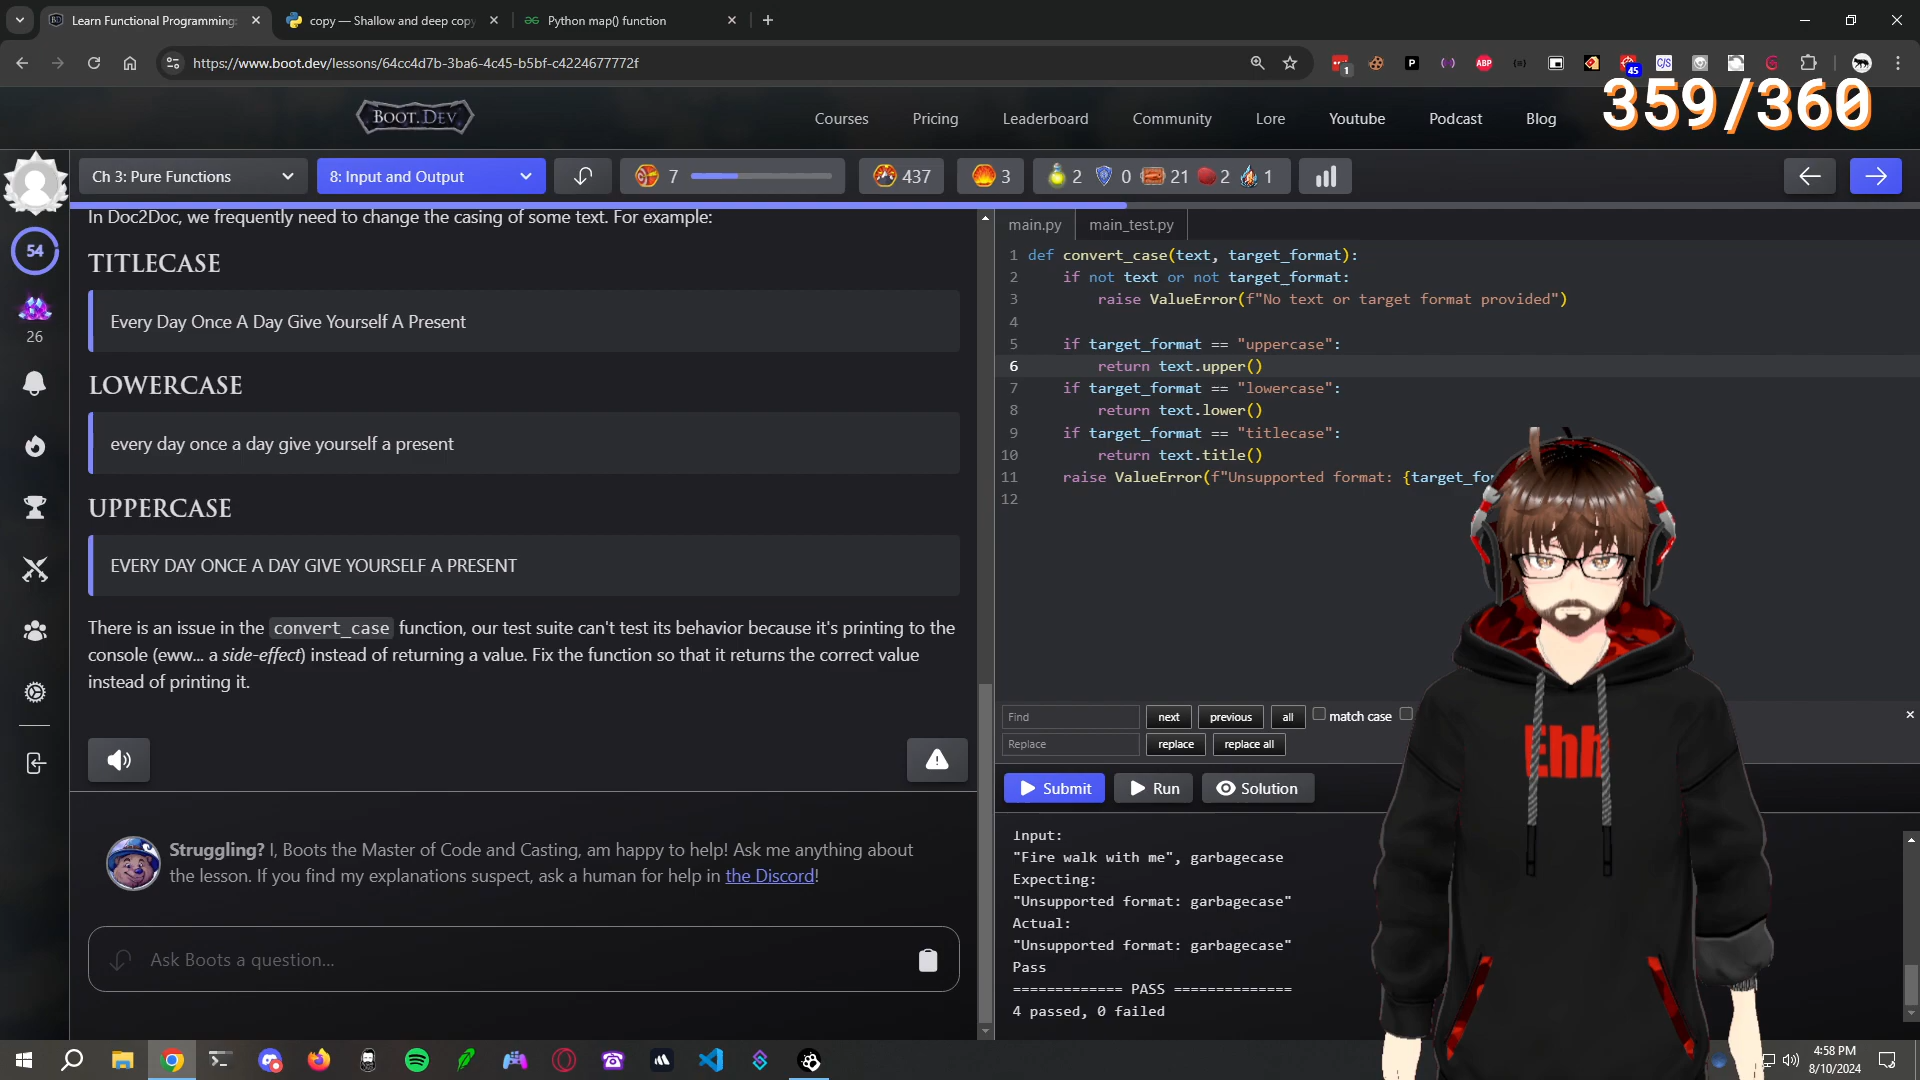 Learn Functional Programming:
copy — Shallow and deep copy
Python map() function
https://www.boot.dev/lessons/64cc4d7b-3ba6-4c45-b5bf-c4224677772f
1
P
ABP
45
359/360
BOOT.DEV
Courses
Pricing
Leaderboard
Community
Lore
Youtube
Podcast
Blog
Ch 3: Pure Functions
8: Input and Output
7
437
3
2
0
21
2
1
54
26
In Doc2Doc, we frequently need to change the casing of some text. For example:
TITLECASE
Every Day Once A Day Give Yourself A Present
LOWERCASE
every day once a day give yourself a present
UPPERCASE
EVERY DAY ONCE A DAY GIVE YOURSELF A PRESENT
There is an issue in the convert_case function, our test suite can't test its behavior because it's printing to the
console (eww... a side-effect) instead of returning a value. Fix the function so that it returns the correct value
instead of printing it.
Struggling? I, Boots the Master of Code and Casting, am happy to help! Ask me anything about
the lesson. If you find my explanations suspect, ask a human for help in the Discord!
Ask Boots a question...
main.py
main_test.py
1 def convert_case(text, target_format):
2     if not text or not target_format:
3         raise ValueError(f"No text or target format provided")
4
5     if target_format == "uppercase":
6         return text.upper()
7     if target_format == "lowercase":
8         return text.lower()
9     if target_format == "titlecase":
10         return text.title()
11     raise ValueError(f"Unsupported format: {target_for
12
Find
next
previous
all
match case
Replace
replace
replace all
Submit
Run
Solution
Input:
"Fire walk with me", garbagecase
Expecting:
"Unsupported format: garbagecase"
Actual:
"Unsupported format: garbagecase"
Pass
============= PASS ==============
4 passed, 0 failed
Ehh
4:58 PM
8/10/2024